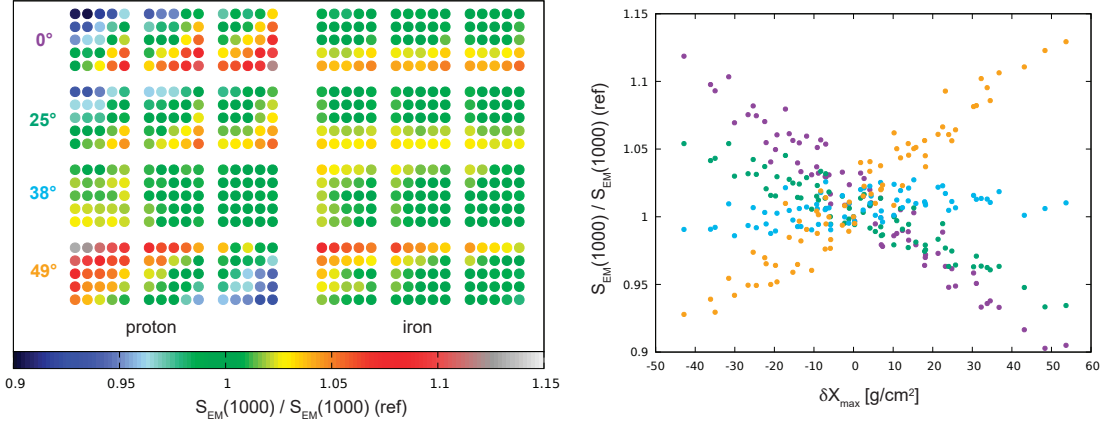 0°
25°
38°
49°
proton iron
0.9 0.95 1 1.05 1.1 1.15
S_EM(1000) / S_EM(1000) (ref)
1.15
1.1
1.05
1
0.95
0.9
S_EM(1000) / S_EM(1000) (ref)
-50 -40 -30 -20 -10 0 10 20 30 40 50 60
δX_max [g/cm²]